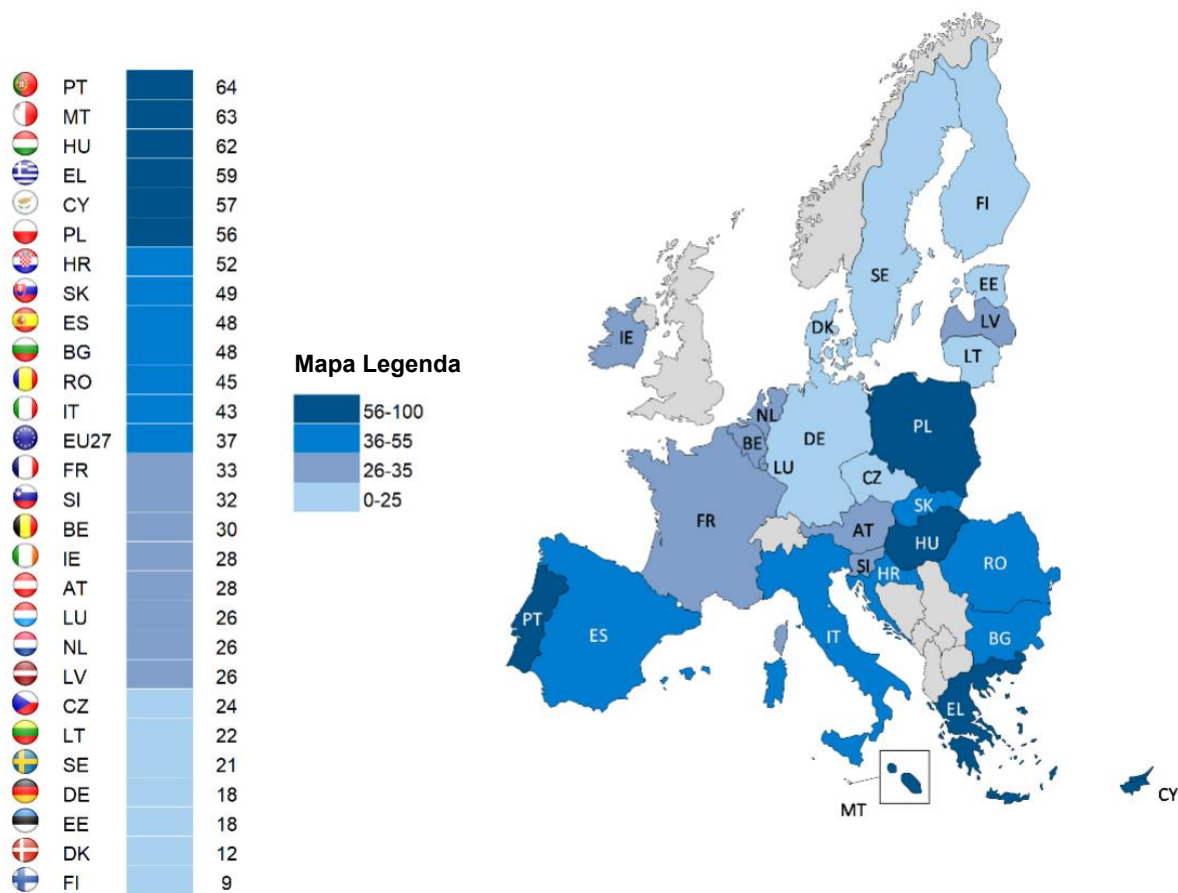 PT 64
MT 63
HU 62
EL 59
CY 57
PL 56
HR 52
SK 49
ES 48
BG 48
RO 45
IT 43
EU27 37
FR 33
SI 32
BE 30
IE 28
AT 28
LU 26
NL 26
LV 26
CZ 24
LT 22
SE 21
DE 18
EE 18
DK 12
FI 9
Mapa Legenda
56-100
36-55
26-35
0-25
FI
SE
EE
LV
LT
DK
IE
NL
BE
LU
DE
PL
CZ
SK
FR
AT
HU
SI
HR
RO
PT
ES
IT
BG
EL
MT
CY